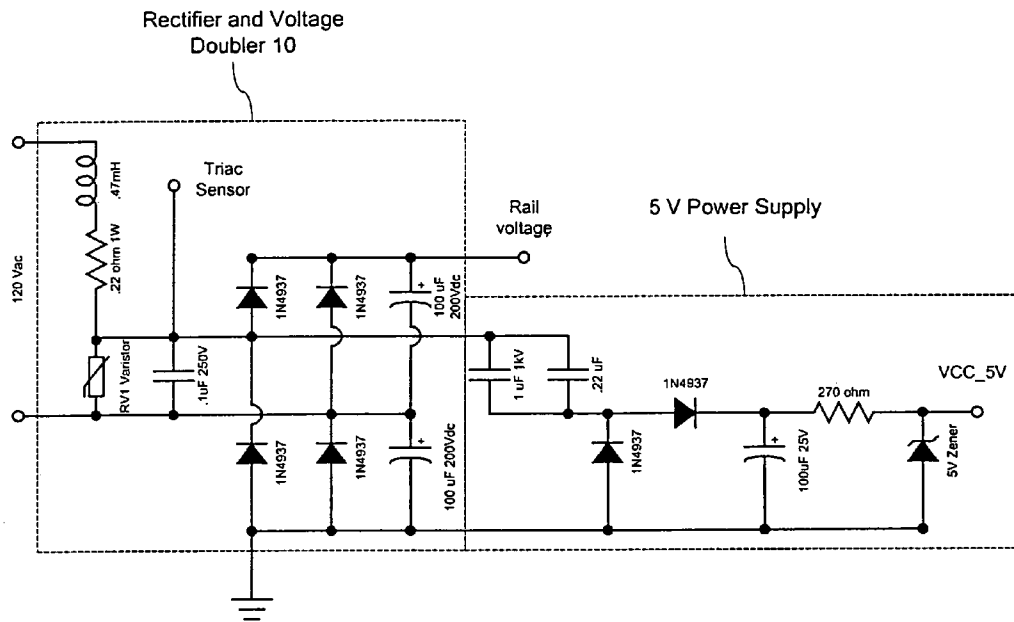 Rectifier and Voltage
Doubler 10
120 Vac
.47mH
.22 ohm 1W
RV1 Varistor
Triac
Sensor
.1uF 250V
1N4937
1N4937
1N4937
1N4937
+
100 uF
200Vdc
+
100 uF 200Vdc
Rail
voltage
5 V Power Supply
1 uF 1kV
.22 uF
1N4937
1N4937
+
100uF 25V
270 ohm
5V Zener
VCC_5V